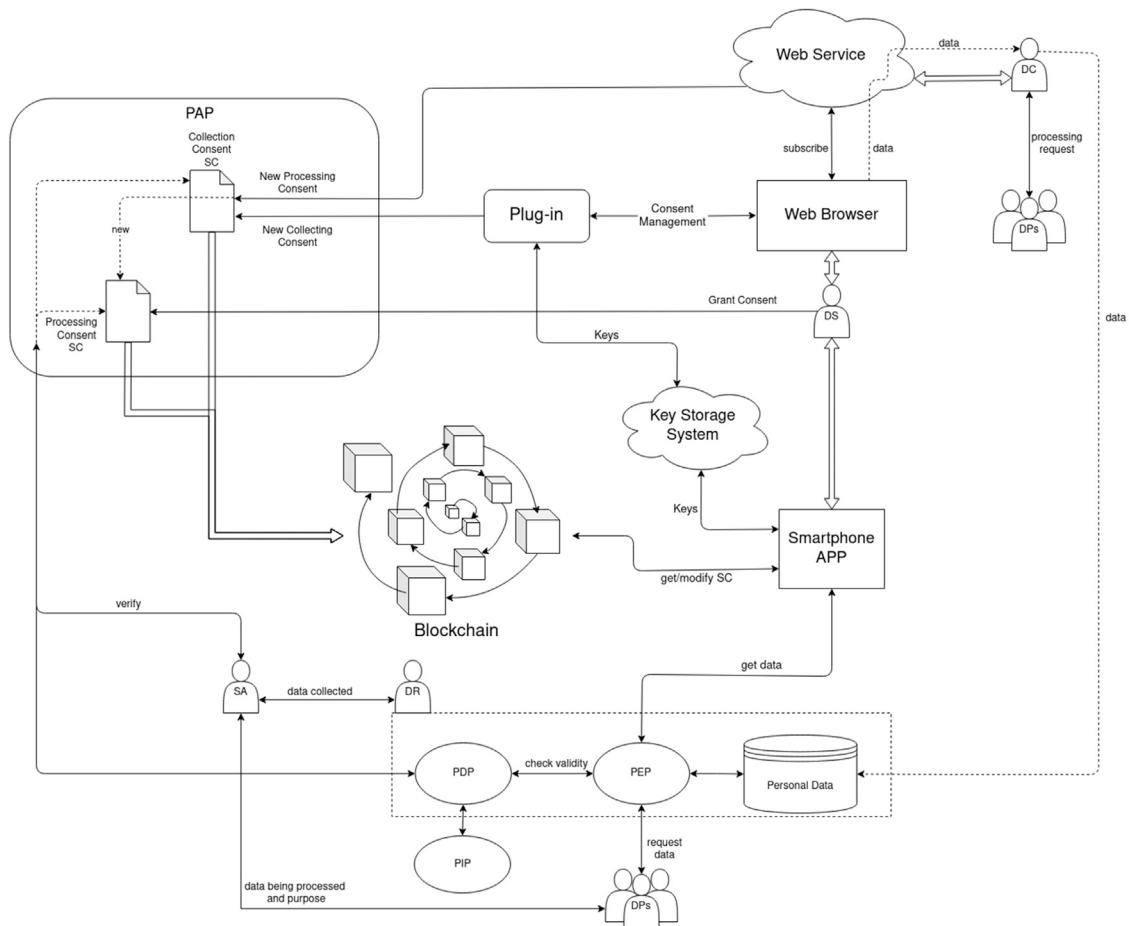 Web Service
data
DC
PAP
Collection
Consent
SC
subscribe
data
processing
request
New Processing
Consent
Plug-in
Consent
Management
Web Browser
DPs
new
New Collecting
Consent
Grant Consent
DS
Processing
Consent
SC
data
Keys
Key Storage
System
Keys
Smartphone
APP
get/modify SC
verify
Blockchain
get data
SA
data collected
DR
PDP
check validity
PEP
Personal Data
request
data
PIP
data being processed
and purpose
DPs